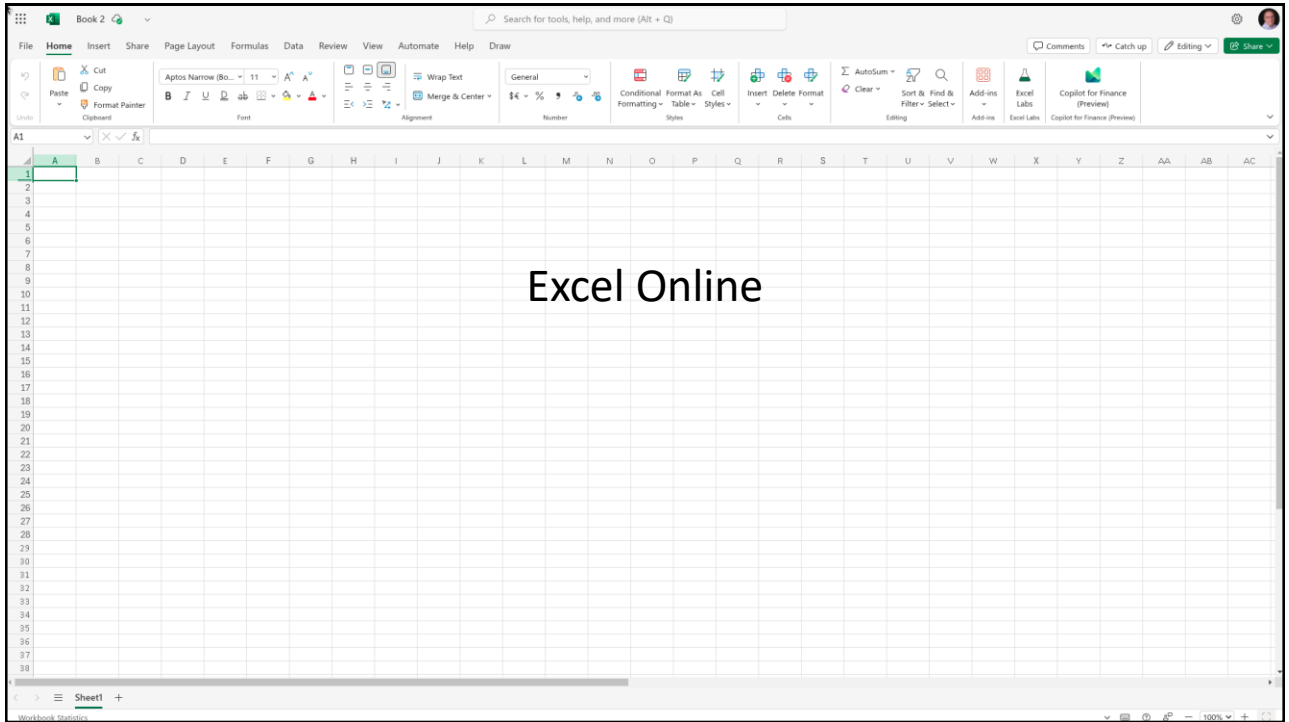 Book 2
Search for tools, help, and more (Alt + Q)
File Home Insert Share Page Layout Formulas Data Review View Automate Help Draw
Comments Catch up Editing Share
Paste
Cut
Copy
Format Painter
Aptos Narrow (Bo... 11 A^ A˅
B I U D ab A
Wrap Text
Merge & Center
General
$€ % 9
Conditional Formatting
Format As Table
Cell Styles
Insert Delete Format
AutoSum
Clear
Sort & Filter
Find & Select
Add-ins
Excel Labs
Copilot for Finance (Preview)
Undo Clipboard Font Alignment Number Styles Cells Editing Add-ins Excel Labs Copilot for Finance (Preview)
A1 fx
A B C D E F G H I J K L M N O P Q R S T U V W X Y Z AA AB AC
1
2
3
4
5
6
7
8
9
10
11
12
13
14
15
16
17
18
19
20
21
22
23
24
25
26
27
28
29
30
31
32
33
34
35
36
37
38
Excel Online
Sheet1 +
Workbook Statistics
100%